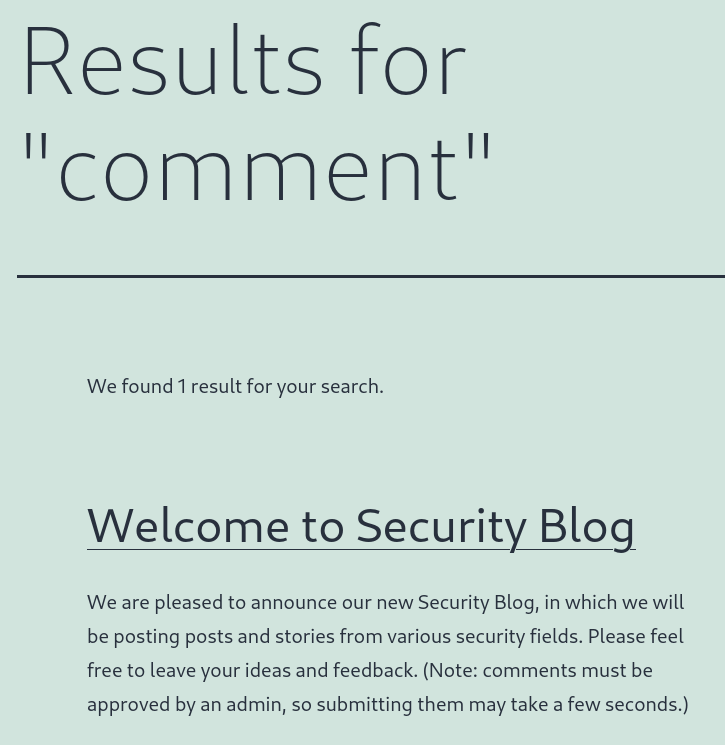 Results for
"comment"
We found 1 result for your search.
Welcome to Security Blog
We are pleased to announce our new Security Blog, in which we will
be posting posts and stories from various security fields. Please feel
free to leave your ideas and feedback. (Note: comments must be
approved by an admin, so submitting them may take a few seconds.)